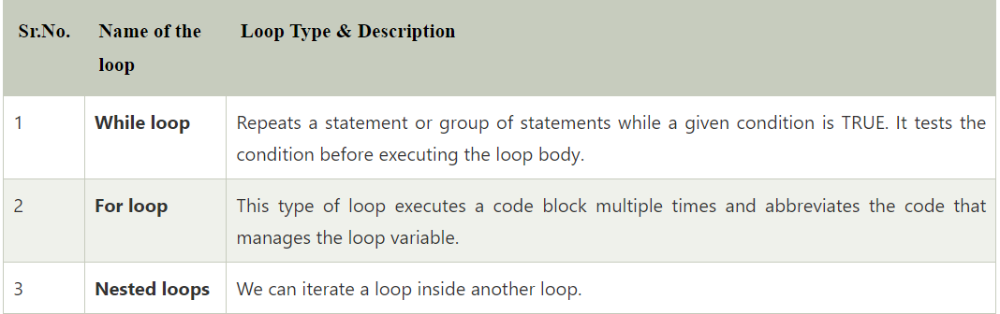 Sr.No. Name of the loop Loop Type & Description
1 While loop Repeats a statement or group of statements while a given condition is TRUE. It tests the
condition before executing the loop body.
2 For loop This type of loop executes a code block multiple times and abbreviates the code that
manages the loop variable.
3 Nested loops We can iterate a loop inside another loop.